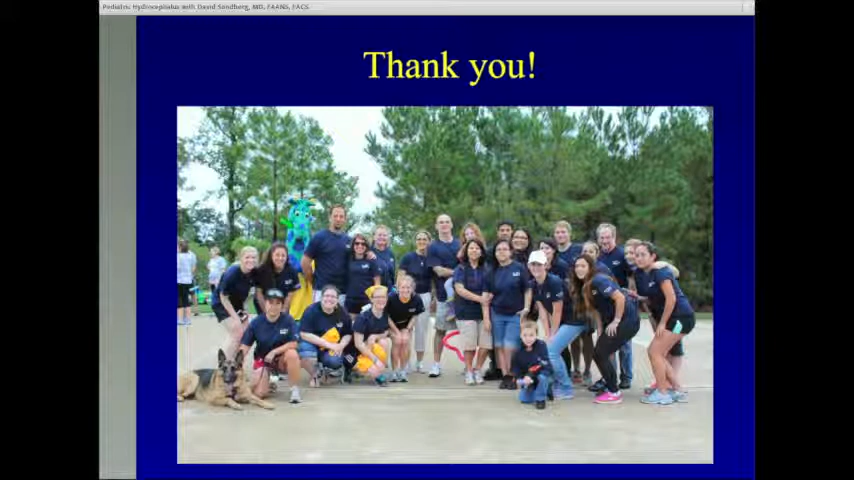 Pediatric Hydrocephalus with David Sandberg, MD, FAANS, FACS
Thank you!